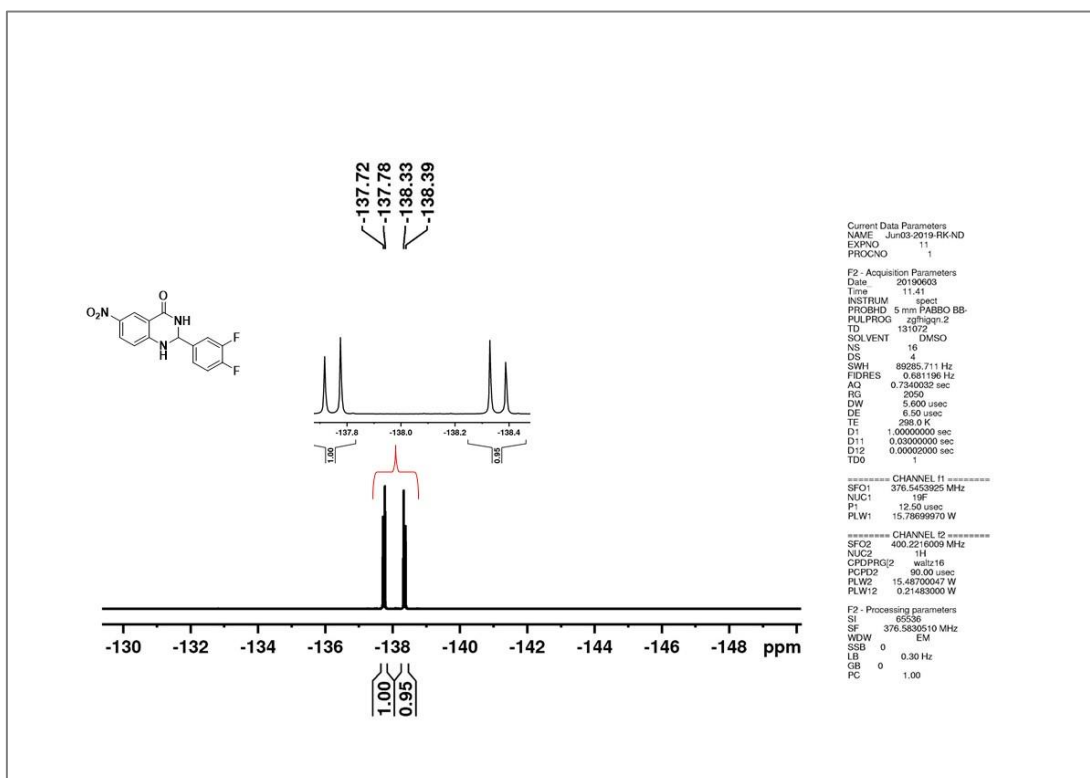 -137.72
-137.78
-138.33
-138.39
O
O₂N
NH
N
H
F
F
-137.8 -138.0 -138.2 -138.4
1.00 0.95
-130 -132 -134 -136 -138 -140 -142 -144 -146 -148 ppm
1.00 0.95
Current Data Parameters
NAME Jun03-2019-RK-ND
EXPNO 11
PROCNO 1
F2 - Acquisition Parameters
Date_ 20190603
Time 11.41
INSTRUM spect
PROBHD 5 mm PABBO BB-
PULPROG zgfhigqn.2
TD 131072
SOLVENT DMSO
NS 16
DS 4
SWH 89285.711 Hz
FIDRES 0.681196 Hz
AQ 0.7340032 sec
RG 2050
DW 5.600 usec
DE 6.50 usec
TE 298.0 K
D1 1.00000000 sec
D11 0.03000000 sec
D12 0.00002000 sec
TD0 1
======== CHANNEL f1 ========
SFO1 376.5453925 MHz
NUC1 19F
P1 12.50 usec
PLW1 15.78699970 W
======== CHANNEL f2 ========
SFO2 400.2216009 MHz
NUC2 1H
CPDPRG[2 waltz16
PCPD2 90.00 usec
PLW2 15.48700047 W
PLW12 0.21483000 W
F2 - Processing parameters
SI 65536
SF 376.5830510 MHz
WDW EM
SSB 0
LB 0.30 Hz
GB 0
PC 1.00